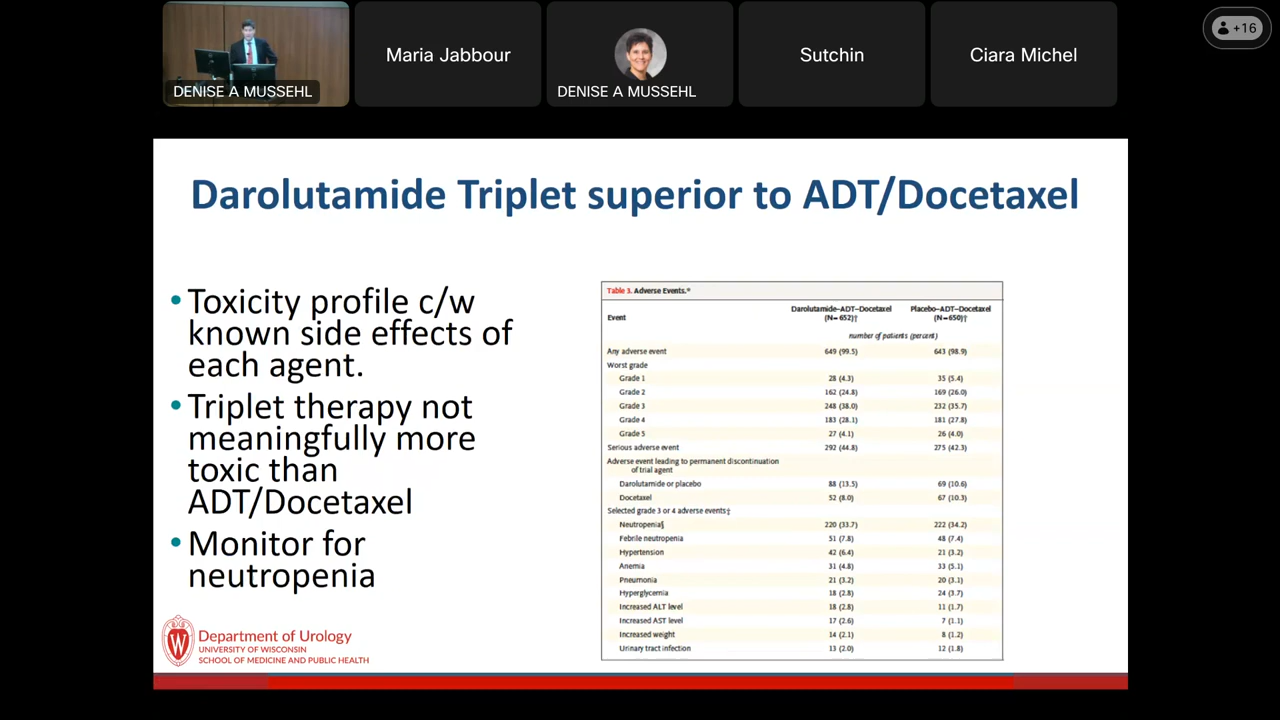 +16
DENISE A MUSSEHL
Maria Jabbour
DENISE A MUSSEHL
Sutchin
Ciara Michel
Darolutamide Triplet superior to ADT/Docetaxel
•Toxicity profile c/w
known side effects of
each agent.
•Triplet therapy not
meaningfully more
toxic than
ADT/Docetaxel
•Monitor for
neutropenia
Table 3. Adverse Events.*
Event Darolutamide–ADT–Docetaxel (N=652)† Placebo–ADT–Docetaxel (N=650)†
number of patients (percent)
Any adverse event 649 (99.5) 643 (98.9)
Worst grade
Grade 1 28 (4.3) 35 (5.4)
Grade 2 162 (24.8) 169 (26.0)
Grade 3 248 (38.0) 232 (35.7)
Grade 4 183 (28.1) 181 (27.8)
Grade 5 27 (4.1) 26 (4.0)
Serious adverse event 292 (44.8) 275 (42.3)
Adverse event leading to permanent discontinuation
of trial agent
Darolutamide or placebo 88 (13.5) 69 (10.6)
Docetaxel 52 (8.0) 67 (10.3)
Selected grade 3 or 4 adverse events‡
Neutropenia§ 220 (33.7) 222 (34.2)
Febrile neutropenia 51 (7.8) 48 (7.4)
Hypertension 42 (6.4) 21 (3.2)
Anemia 31 (4.8) 33 (5.1)
Pneumonia 21 (3.2) 20 (3.1)
Hyperglycemia 18 (2.8) 24 (3.7)
Increased ALT level 18 (2.8) 11 (1.7)
Increased AST level 17 (2.6) 7 (1.1)
Increased weight 14 (2.1) 8 (1.2)
Urinary tract infection 13 (2.0) 12 (1.8)
W
Department of Urology
UNIVERSITY OF WISCONSIN
SCHOOL OF MEDICINE AND PUBLIC HEALTH